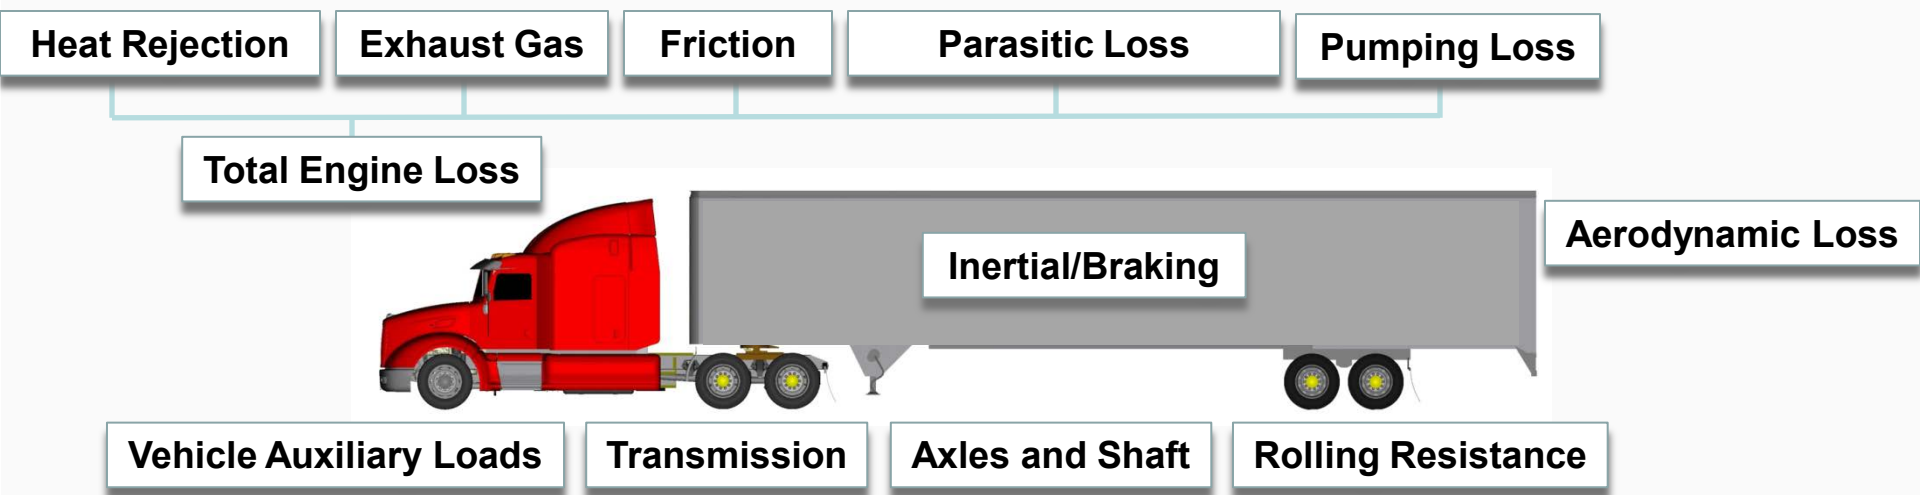 Heat Rejection
Exhaust Gas
Friction
Parasitic Loss
Pumping Loss
Total Engine Loss
Aerodynamic Loss
Inertial/Braking
Vehicle Auxiliary Loads
Transmission
Axles and Shaft
Rolling Resistance